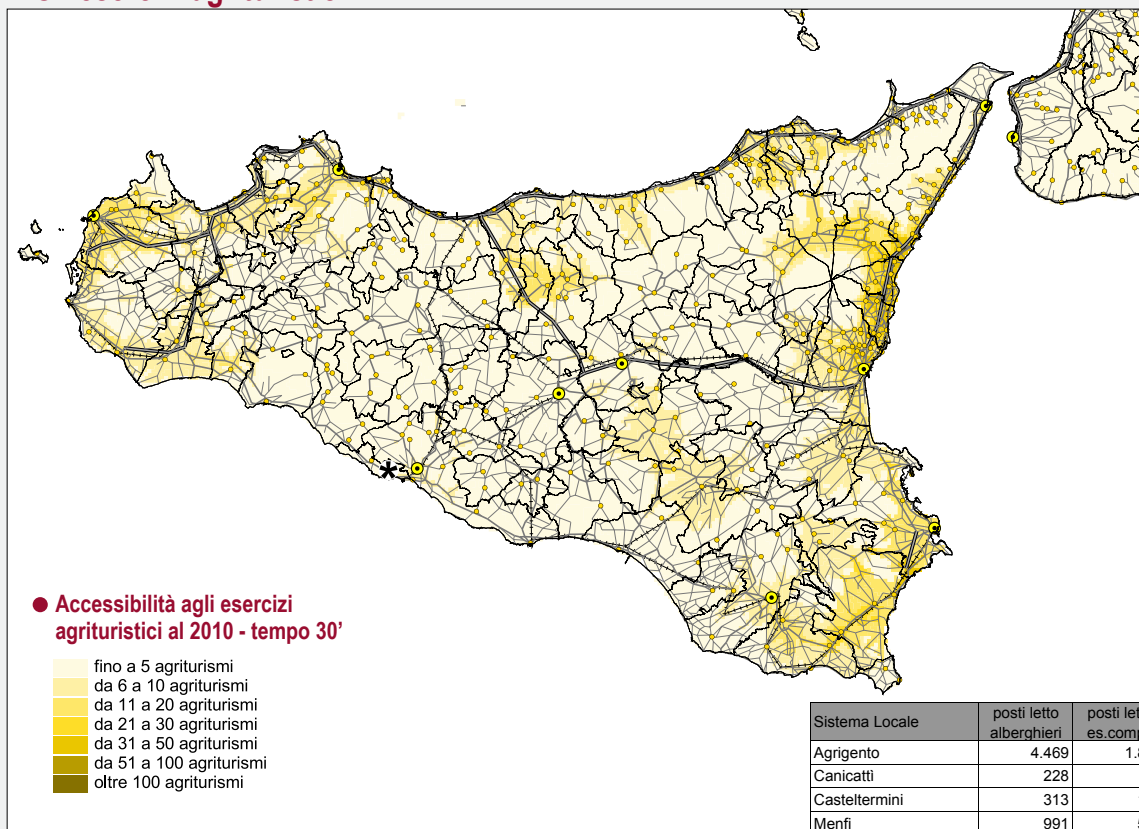 ● Accessibilità agli esercizi
agrituristici al 2010 - tempo 30’
fino a 5 agriturismi
da 6 a 10 agriturismi
da 11 a 20 agriturismi
da 21 a 30 agriturismi
da 31 a 50 agriturismi
da 51 a 100 agriturismi
oltre 100 agriturismi
Sistema Locale posti letto alberghieri posti
Agrigento 4.469
Canicattì 228
Casteltermini 313
Menfi 991